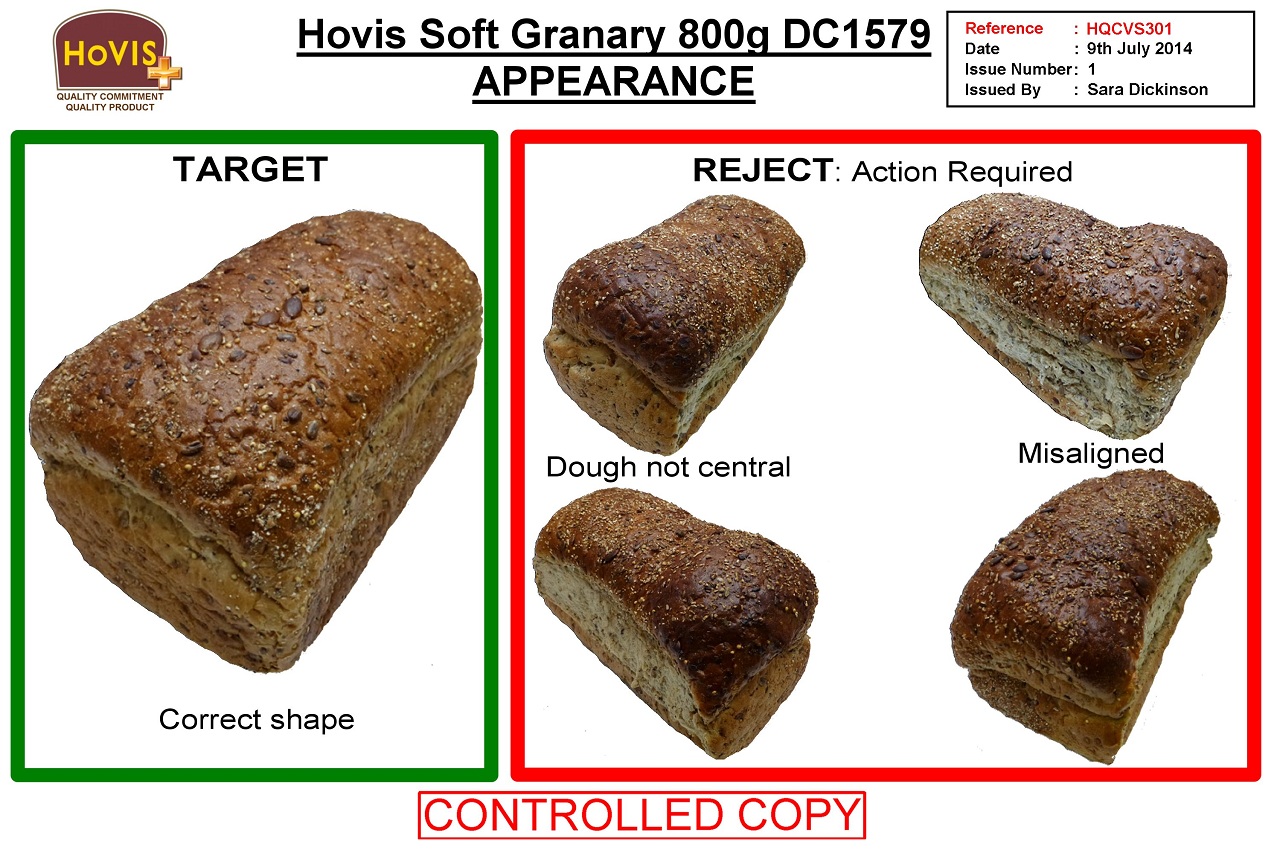 HOVIS
QUALITY COMMITMENT
QUALITY PRODUCT
Hovis Soft Granary 800g DC1579
APPEARANCE
Reference : HQCVS301
Date : 9th July 2014
Issue Number: 1
Issued By : Sara Dickinson
TARGET
Correct shape
REJECT: Action Required
Dough not central
Misaligned
CONTROLLED COPY